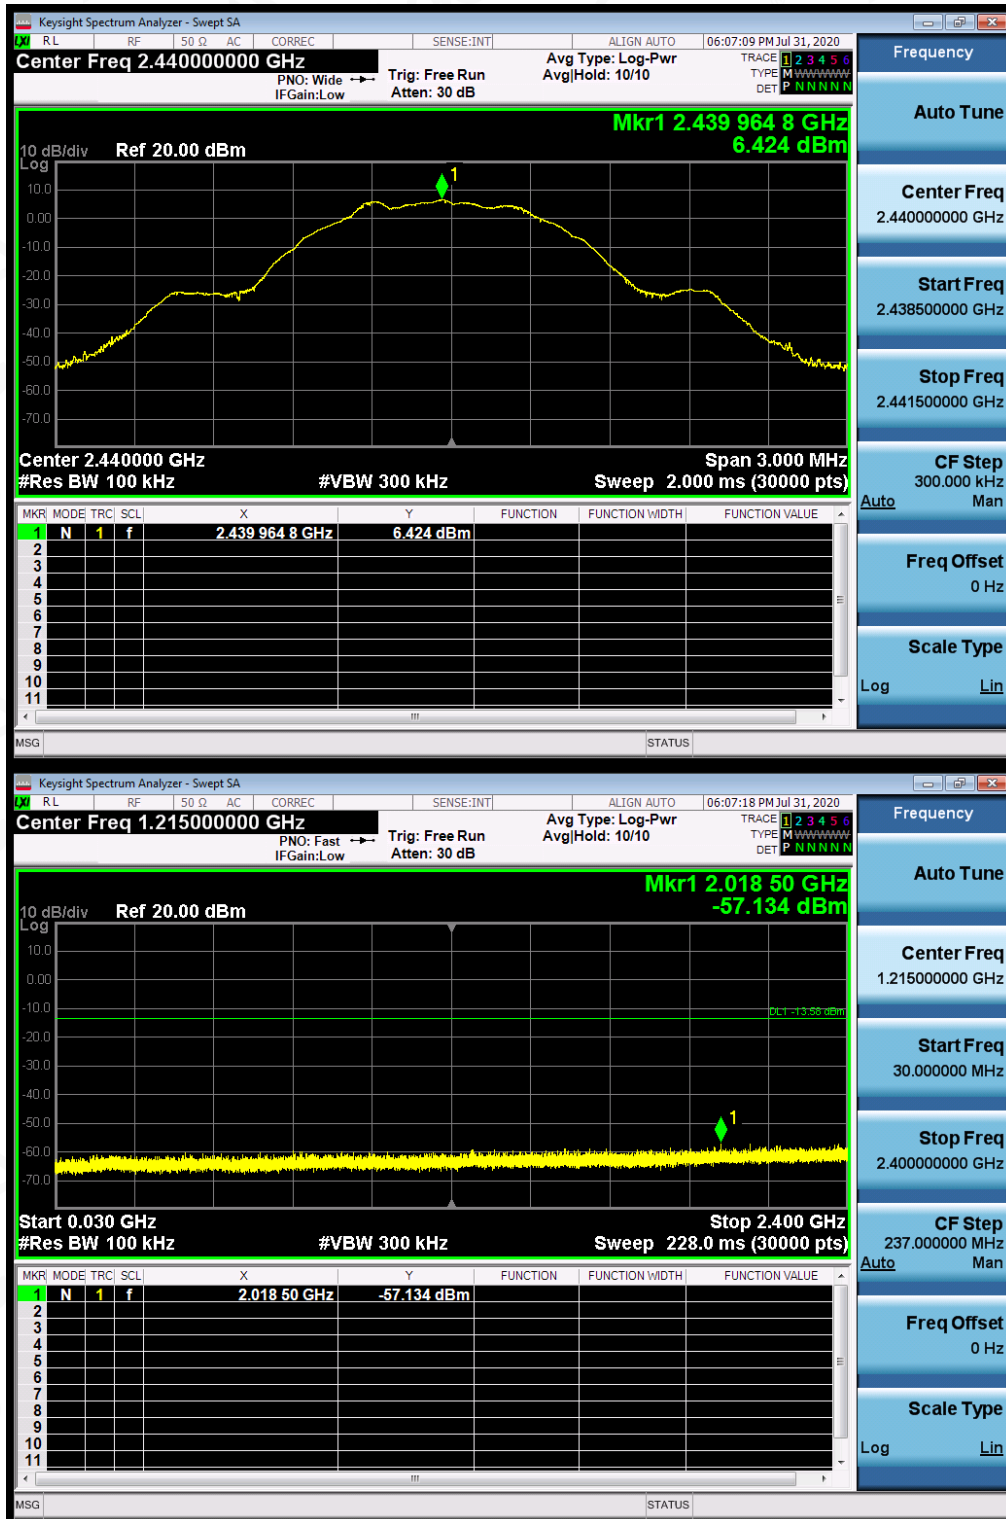 Keysight Spectrum Analyzer - Swept SA
LXI RL RF 50 Ω AC CORREC SENSE:INT ALIGN AUTO 06:07:09 PM Jul 31, 2020
Center Freq 2.440000000 GHz
PNO: Wide
IFGain:Low
Trig: Free Run
Atten: 30 dB
Avg Type: Log-Pwr
Avg|Hold: 10/10
TRACE 1 2 3 4 5 6
TYPE M WWWWW
DET P N N N N N
Mkr1 2.439 964 8 GHz
6.424 dBm
10 dB/div Ref 20.00 dBm
Log
1
10.0
0.00
-10.0
-20.0
-30.0
-40.0
-50.0
-60.0
-70.0
Center 2.440000 GHz Span 3.000 MHz
#Res BW 100 kHz #VBW 300 kHz Sweep 2.000 ms (30000 pts)
MKR MODE TRC SCL X Y FUNCTION FUNCTION WIDTH FUNCTION VALUE
1 N 1 f 2.439 964 8 GHz 6.424 dBm
2
3
4
5
6
7
8
9
10
11
MSG STATUS
Frequency
Auto Tune
Center Freq
2.440000000 GHz
Start Freq
2.438500000 GHz
Stop Freq
2.441500000 GHz
CF Step
300.000 kHz
Auto Man
Freq Offset
0 Hz
Scale Type
Log Lin
Keysight Spectrum Analyzer - Swept SA
LXI RL RF 50 Ω AC CORREC SENSE:INT ALIGN AUTO 06:07:18 PM Jul 31, 2020
Center Freq 1.215000000 GHz
PNO: Fast
IFGain:Low
Trig: Free Run
Atten: 30 dB
Avg Type: Log-Pwr
Avg|Hold: 10/10
TRACE 1 2 3 4 5 6
TYPE M WWWWW
DET P N N N N N
Mkr1 2.018 50 GHz
-57.134 dBm
10 dB/div Ref 20.00 dBm
Log
10.0
0.00
-10.0
DL1 -13.58 dBm
-20.0
-30.0
-40.0
-50.0
1
-60.0
-70.0
Start 0.030 GHz Stop 2.400 GHz
#Res BW 100 kHz #VBW 300 kHz Sweep 228.0 ms (30000 pts)
MKR MODE TRC SCL X Y FUNCTION FUNCTION WIDTH FUNCTION VALUE
1 N 1 f 2.018 50 GHz -57.134 dBm
2
3
4
5
6
7
8
9
10
11
MSG STATUS
Frequency
Auto Tune
Center Freq
1.215000000 GHz
Start Freq
30.000000 MHz
Stop Freq
2.400000000 GHz
CF Step
237.000000 MHz
Auto Man
Freq Offset
0 Hz
Scale Type
Log Lin